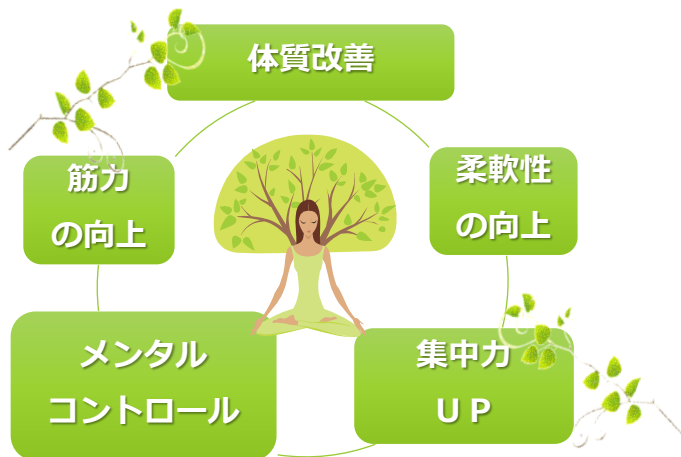 体質改善
筋力
の向上
柔軟性
の向上
メンタル
コントロール
集中力
ＵＰ